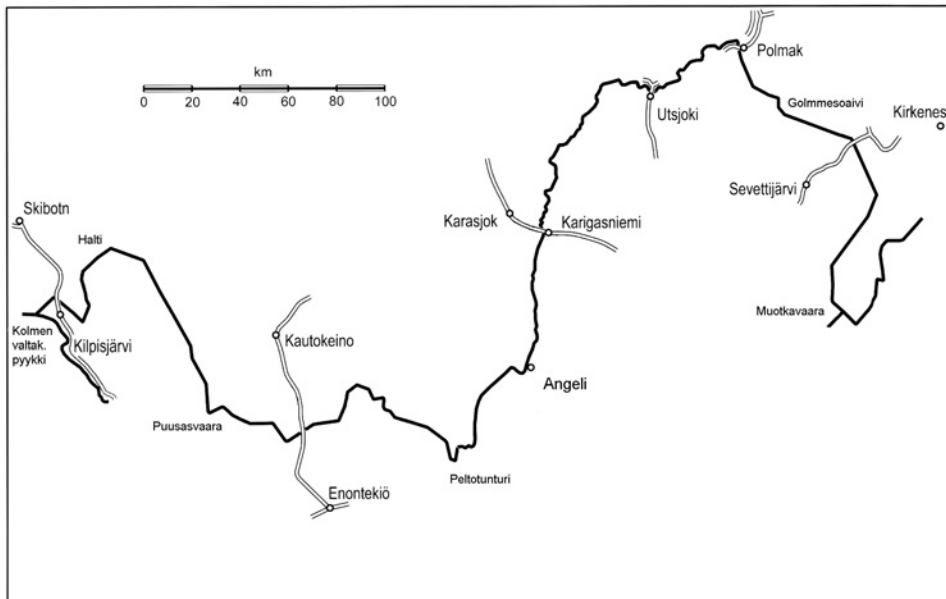 km
0 20 40 60 80 100
Polmak
Golmmesoaivi
Utsjoki
Kirkenes
Sevettijärvi
Skibotn
Karasjok
Karigasniemi
Halti
Muotkavaara
Kolmen
valtak.
pyykki
Kilpisjärvi
Kautokeino
Angeli
Puusasvaara
Peltotunturi
Enontekiö